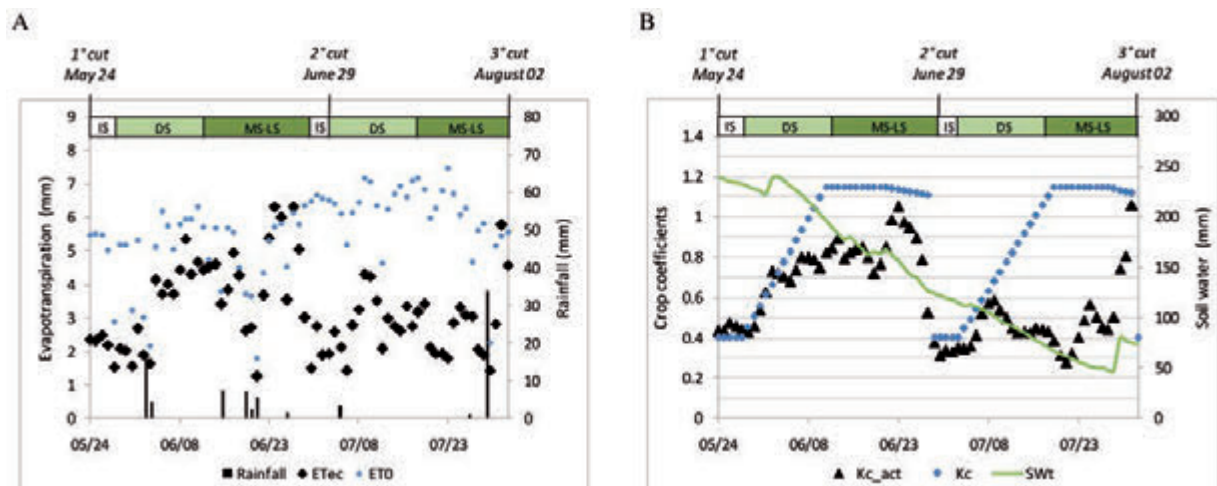 A
B
1° cut
May 24
2° cut
June 29
3° cut
August 02
1° cut
May 24
2° cut
June 29
3° cut
August 02
IS DS MS-LS IS DS MS-LS
IS DS MS-LS IS DS MS-LS
Evapotranspiration (mm)
9
8
7
6
5
4
3
2
1
0
80
70
60
50
40
30
20
10
0
Rainfall (mm)
05/24 06/08 06/23 07/08 07/23
Rainfall ETec ET0
Crop coefficients
1.4
1.2
1
0.8
0.6
0.4
0.2
0
300
250
200
150
100
50
0
Soil water (mm)
05/24 06/08 06/23 07/08 07/23
Kc_act Kc SWt